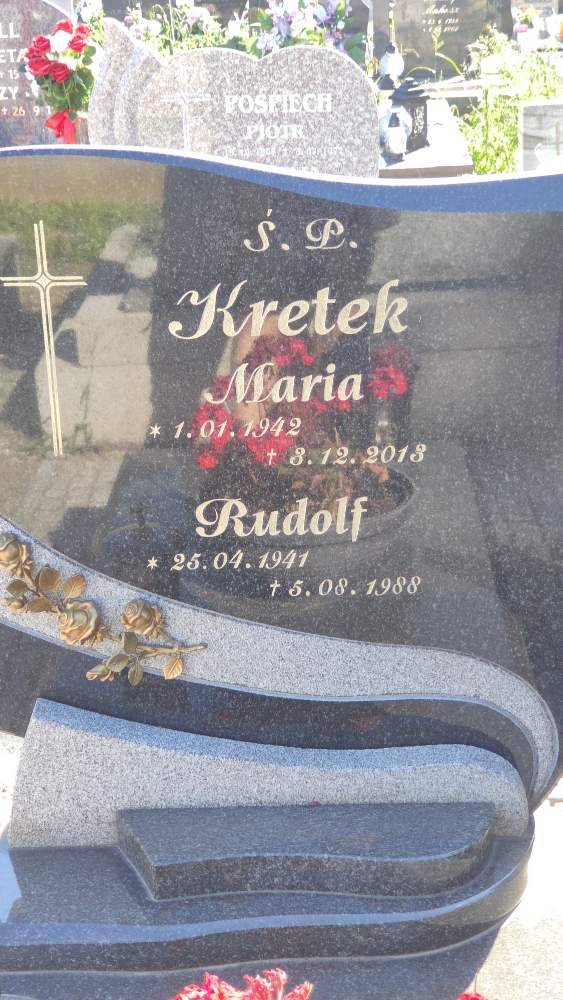 POSPIECH
PIOTR
Ś. P.
Kretek
Maria
* 1.01.1942
† 3.12.2013
Rudolf
* 25.04.1941
† 5.08.1988